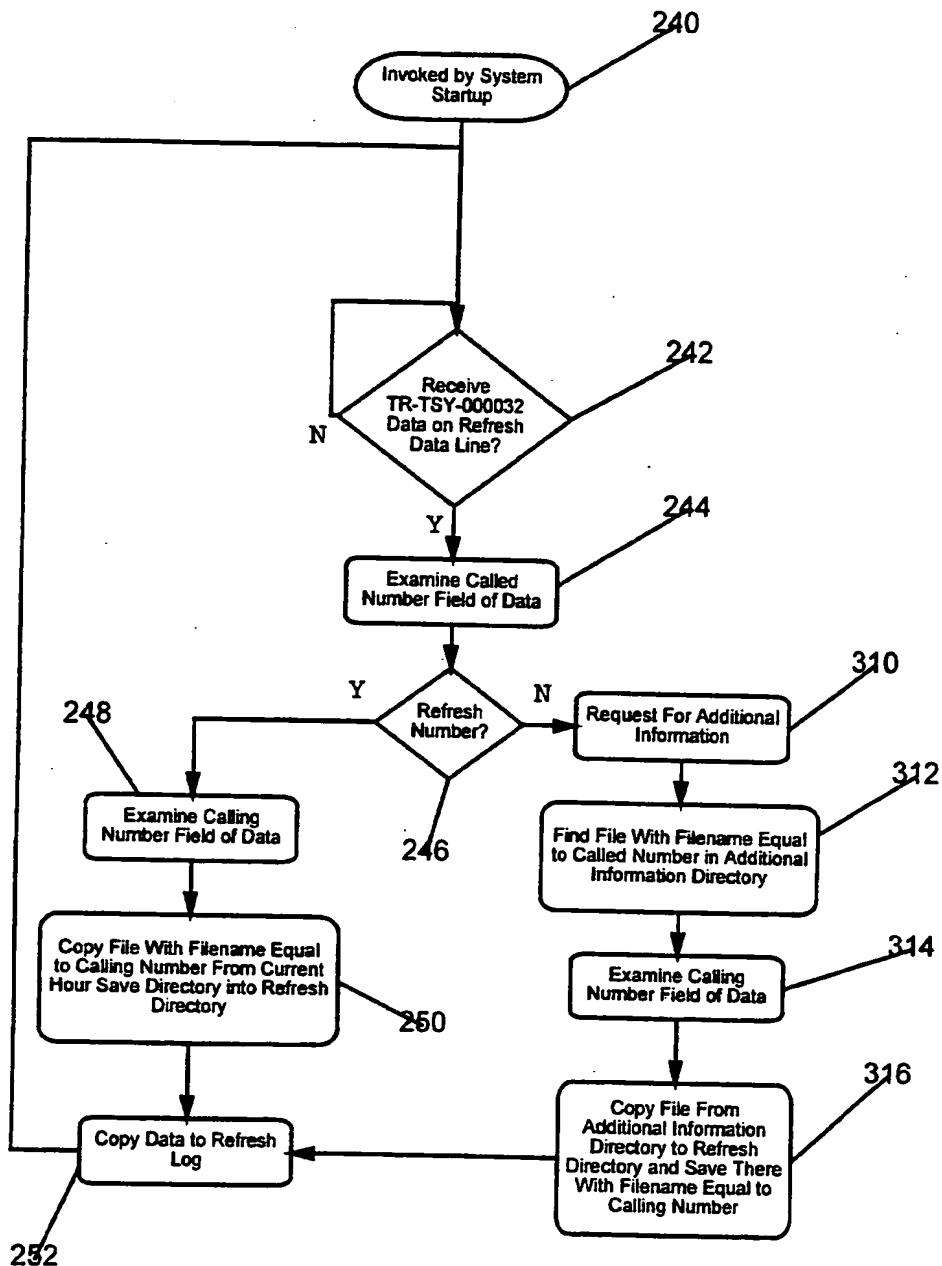 240
Invoked by System
Startup
242
Receive
TR-TSY-000032
Data on Refresh
Data Line?
N
Y
244
Examine Called
Number Field of Data
Y
Refresh
Number?
N
246
310
Request For Additional
Information
248
Examine Calling
Number Field of Data
312
Find File With Filename Equal
to Called Number in Additional
Information Directory
Copy File With Filename Equal
to Calling Number From Current
Hour Save Directory into Refresh
Directory
250
314
Examine Calling
Number Field of Data
316
Copy File From
Additional Information
Directory to Refresh
Directory and Save There
With Filename Equal to
Calling Number
Copy Data to Refresh
Log
252